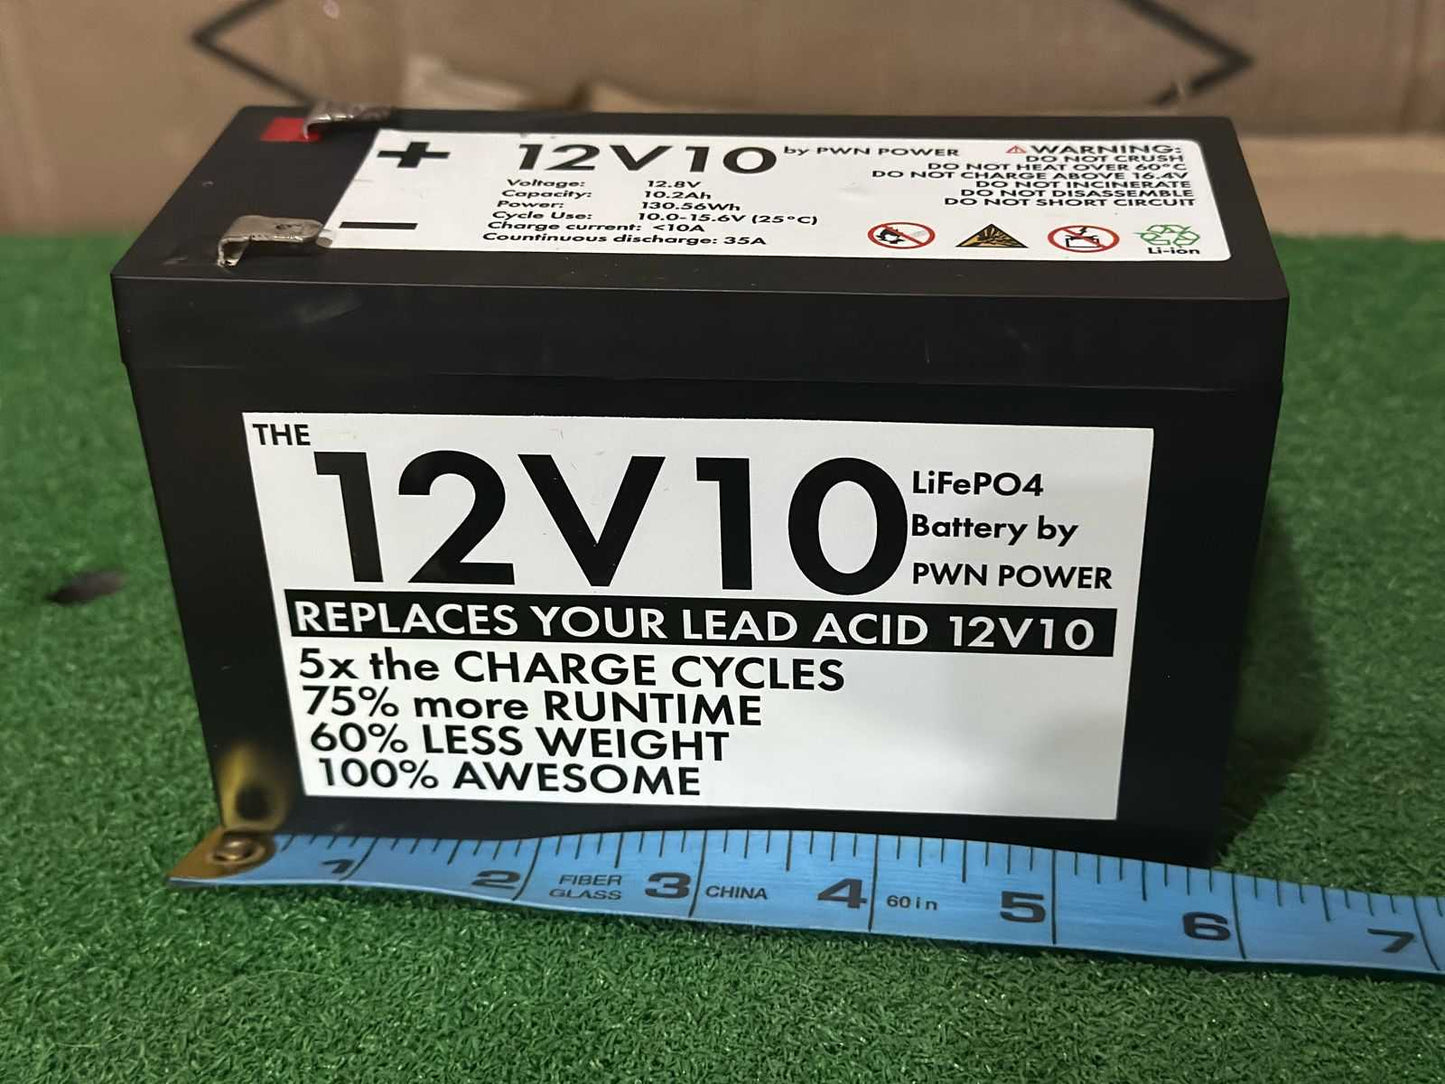 + 12V10 by PWN POWER
Voltage: 12.8V
Capacity: 10.2Ah
Power: 130.56Wh
Cycle Use: 10.0-15.6V (25°C)
Charge current: <10A
Countinuous discharge: 35A
−
⚠WARNING:
DO NOT CRUSH
DO NOT HEAT OVER 60°C
DO NOT CHARGE ABOVE 16.4V
DO NOT INCINERATE
DO NOT DISASSEMBLE
DO NOT SHORT CIRCUIT
Li-ion
THE
12V10
LiFePO4
Battery by
PWN POWER
REPLACES YOUR LEAD ACID 12V10
5x the CHARGE CYCLES
75% more RUNTIME
60% LESS WEIGHT
100% AWESOME
1 2 FIBER GLASS 3 CHINA 4 60in 5 6 7